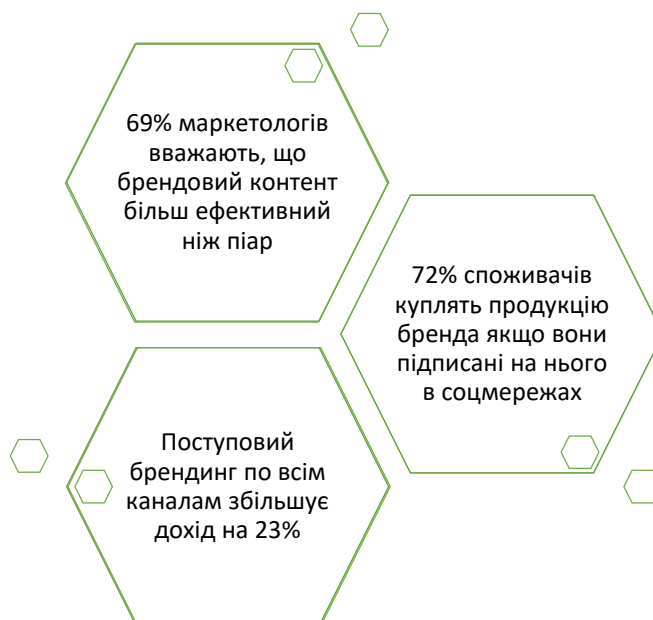 69% маркетологів
вважають, що
брендовий контент
більш ефективний
ніж піар
72% споживачів
куплять продукцію
бренда якщо вони
підписані на нього
в соцмережах
Поступовий
брендинг по всім
каналам збільшує
дохід на 23%